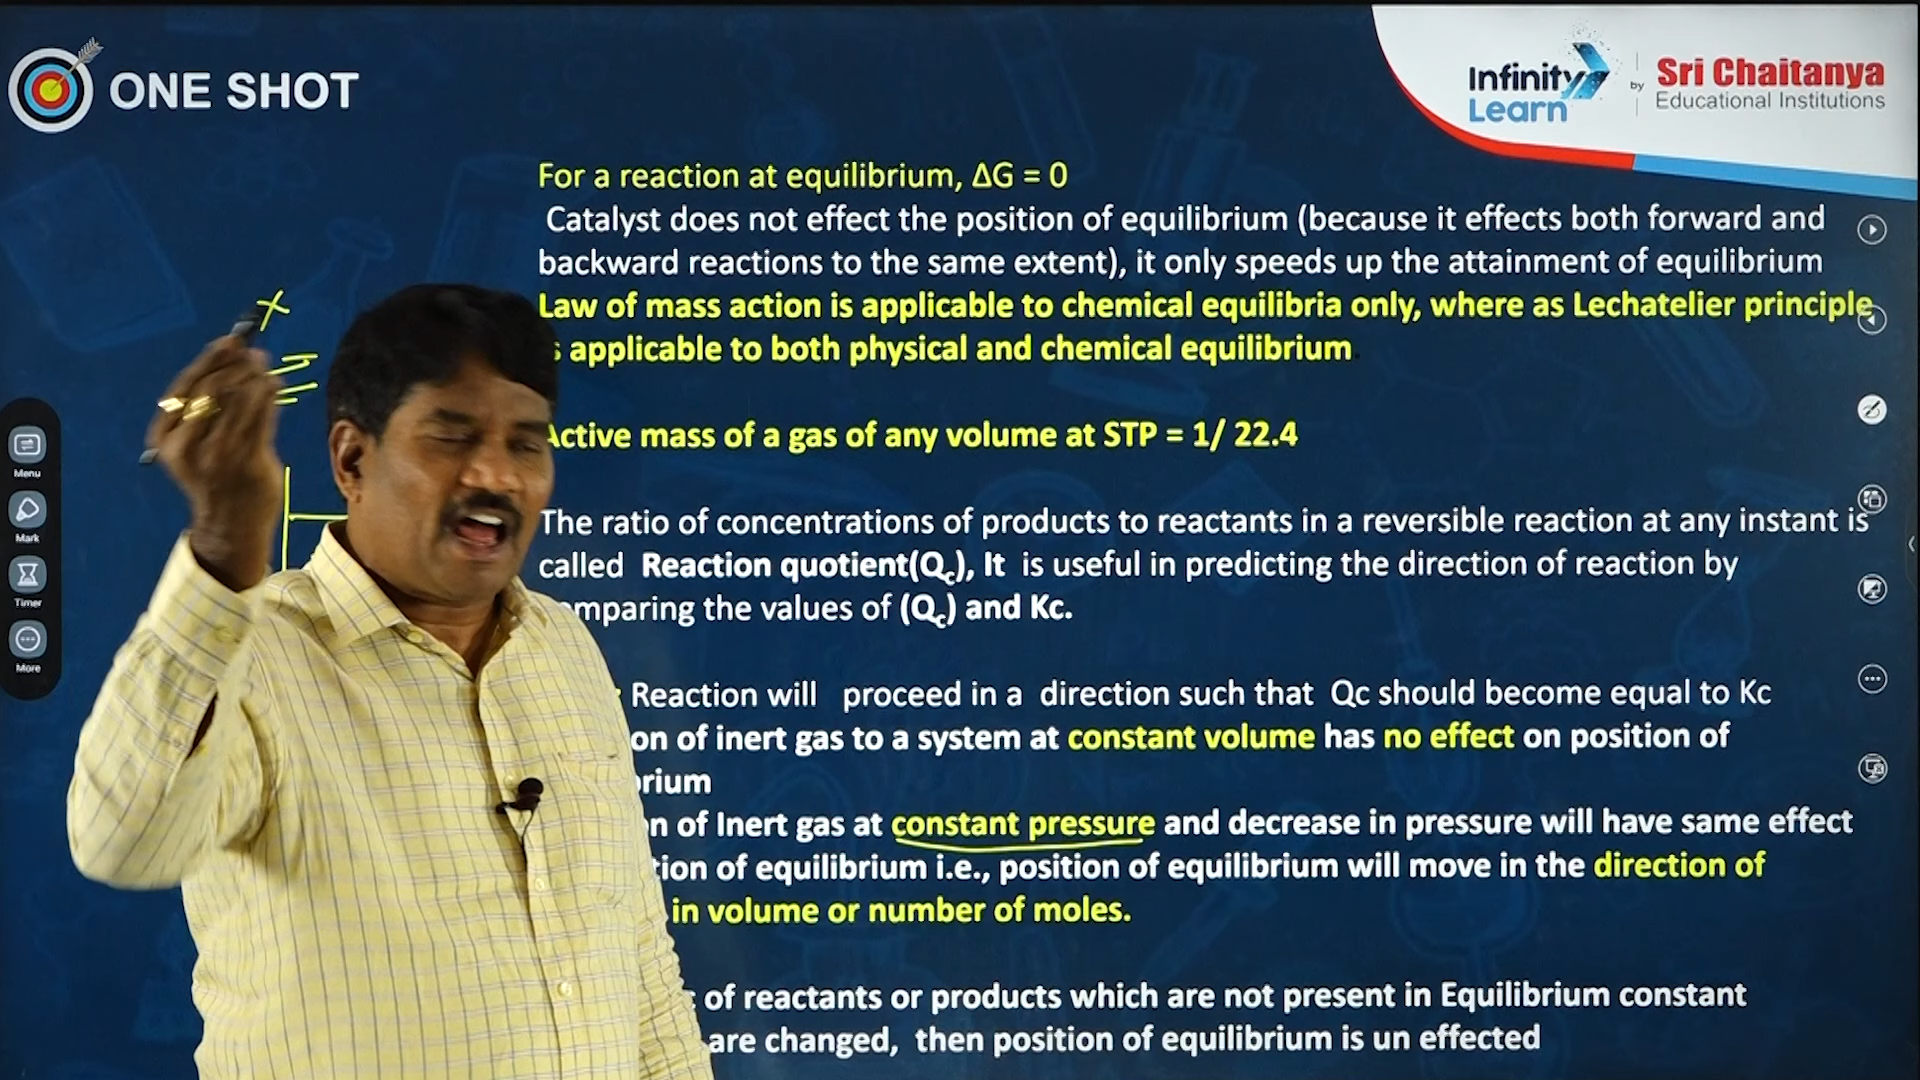 ONE SHOT
Infinity
Learn
by
Sri Chaitanya
Educational Institutions
For a reaction at equilibrium, ΔG = 0
Catalyst does not effect the position of equilibrium (because it effects both forward and
backward reactions to the same extent), it only speeds up the attainment of equilibrium
Law of mass action is applicable to chemical equilibria only, where as Lechatelier principle
applicable to both physical and chemical equilibrium
Active mass of a gas of any volume at STP = 1/ 22.4
The ratio of concentrations of products to reactants in a reversible reaction at any instant is
called Reaction quotient(Qc), It is useful in predicting the direction of reaction by
the values of (Qc) and Kc.
Reaction will proceed in a direction such that Qc should become equal to Kc
of inert gas to a system at constant volume has no effect on position of
of Inert gas at constant pressure and decrease in pressure will have same effect
of equilibrium i.e., position of equilibrium will move in the direction of
in volume or number of moles.
of reactants or products which are not present in Equilibrium constant
are changed, then position of equilibrium is un effected
Menu
Mark
Timer
More